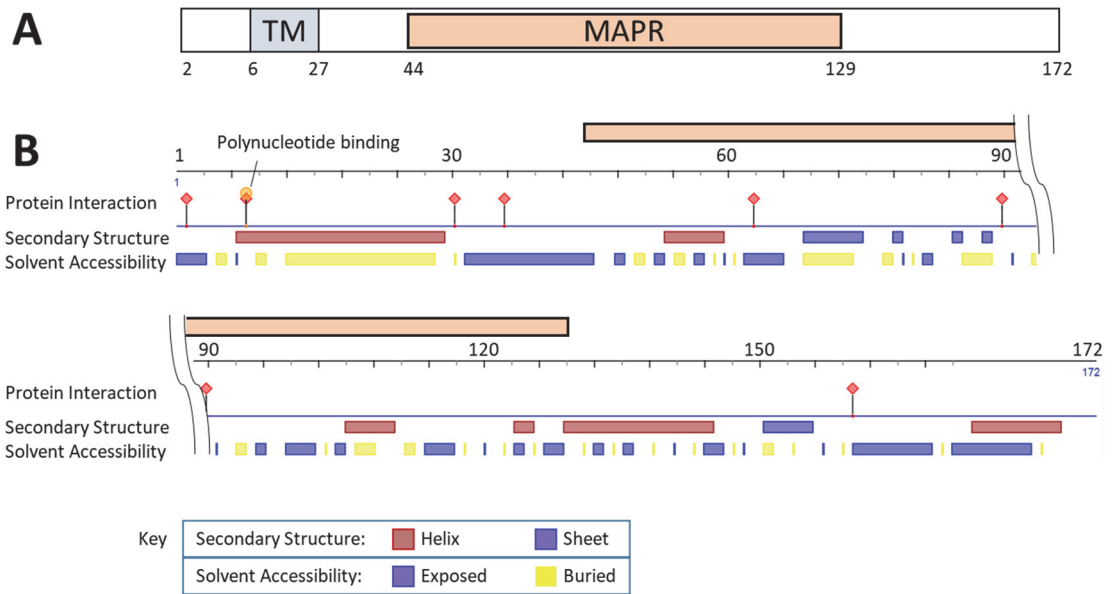 A
TM MAPR
2 6 27 44 129 172
B
Polynucleotide binding
1 30 60 90
1
Protein Interaction
Secondary Structure
Solvent Accessibility
90 120 150 172
172
Protein Interaction
Secondary Structure
Solvent Accessibility
Key Secondary Structure: Helix Sheet
Solvent Accessibility: Exposed Buried